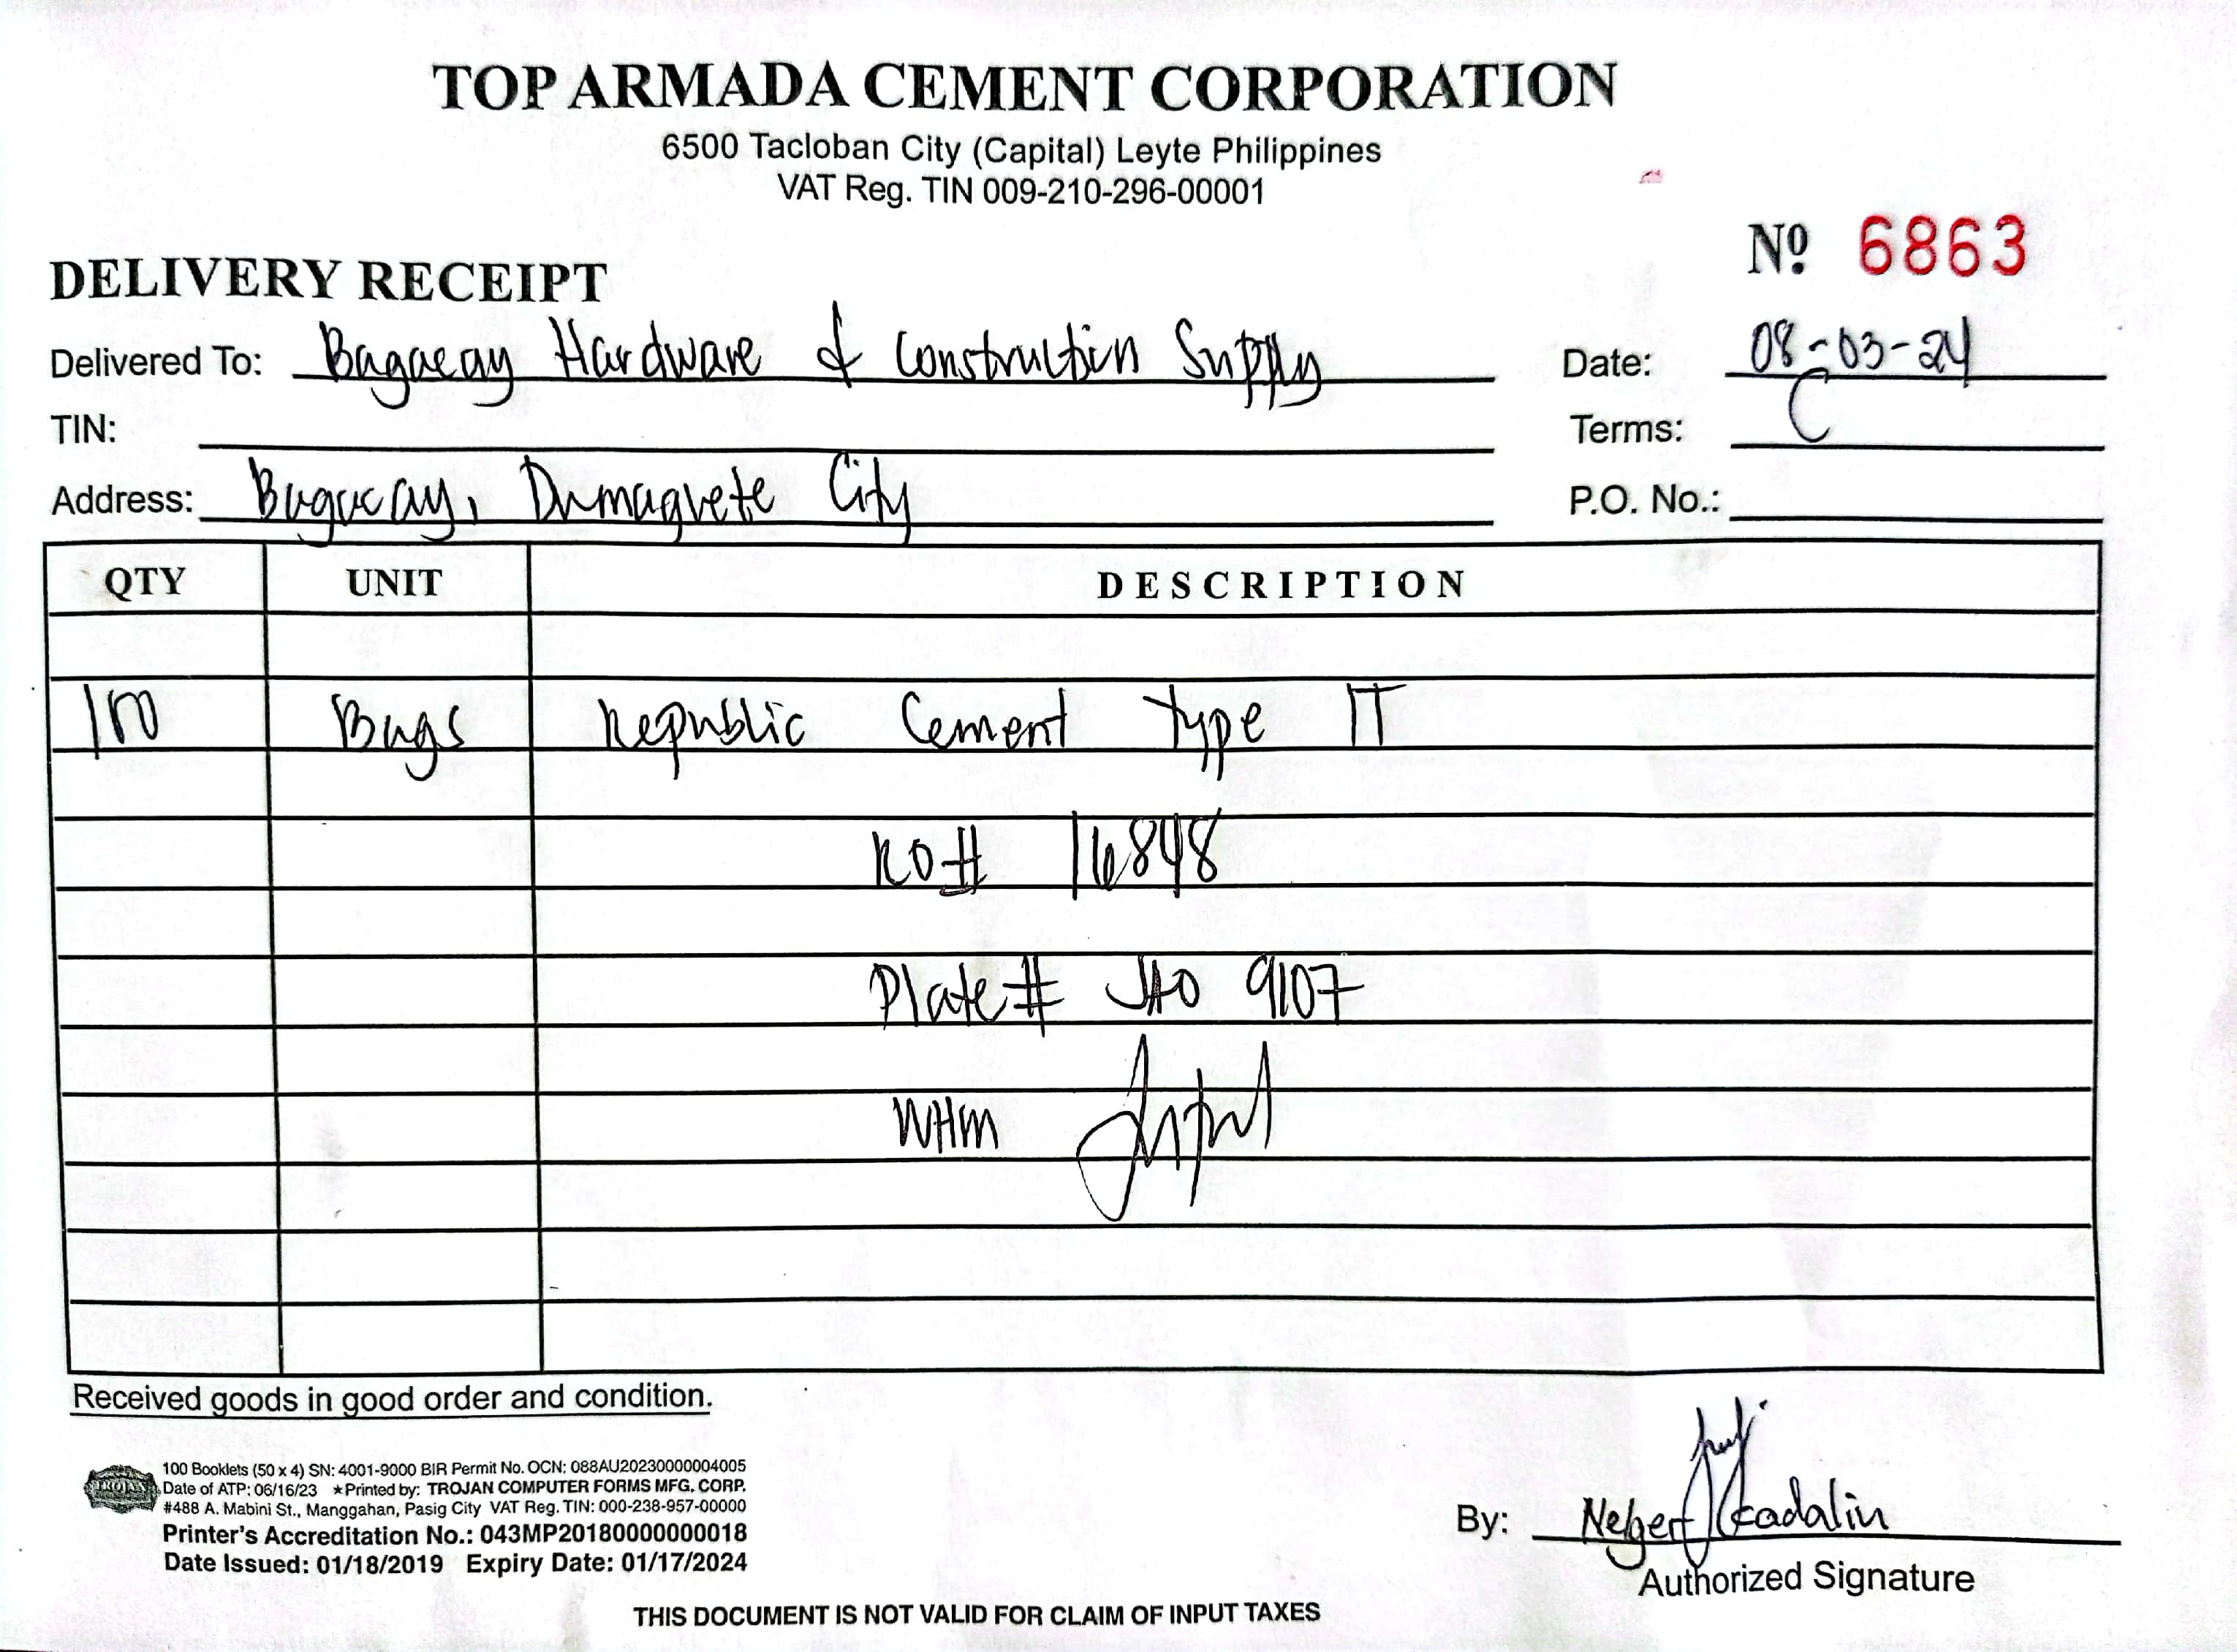 TOP ARMADA CEMENT CORPORATION
6500 Tacloban City (Capital) Leyte Philippines
VAT Reg. TIN 009-210-296-00001
Nº 6863
DELIVERY RECEIPT
Delivered To: Bagacay Hardware & Construction Supply
Date: 08-03-24
TIN:
Terms: C
Address: Bagacay, Dumaguete City
P.O. No.:
QTY UNIT DESCRIPTION
100 Bags Republic Cement Type IT
RO# 16848
Plate# JAO 9107
WHM
Received goods in good order and condition.
TROJAN
100 Booklets (50 x 4) SN: 4001-9000 BIR Permit No. OCN: 088AU20230000004005
Date of ATP: 06/16/23 ★Printed by: TROJAN COMPUTER FORMS MFG. CORP.
#488 A. Mabini St., Manggahan, Pasig City VAT Reg. TIN: 000-238-957-00000
Printer's Accreditation No.: 043MP20180000000018
Date Issued: 01/18/2019 Expiry Date: 01/17/2024
By:
Authorized Signature
THIS DOCUMENT IS NOT VALID FOR CLAIM OF INPUT TAXES